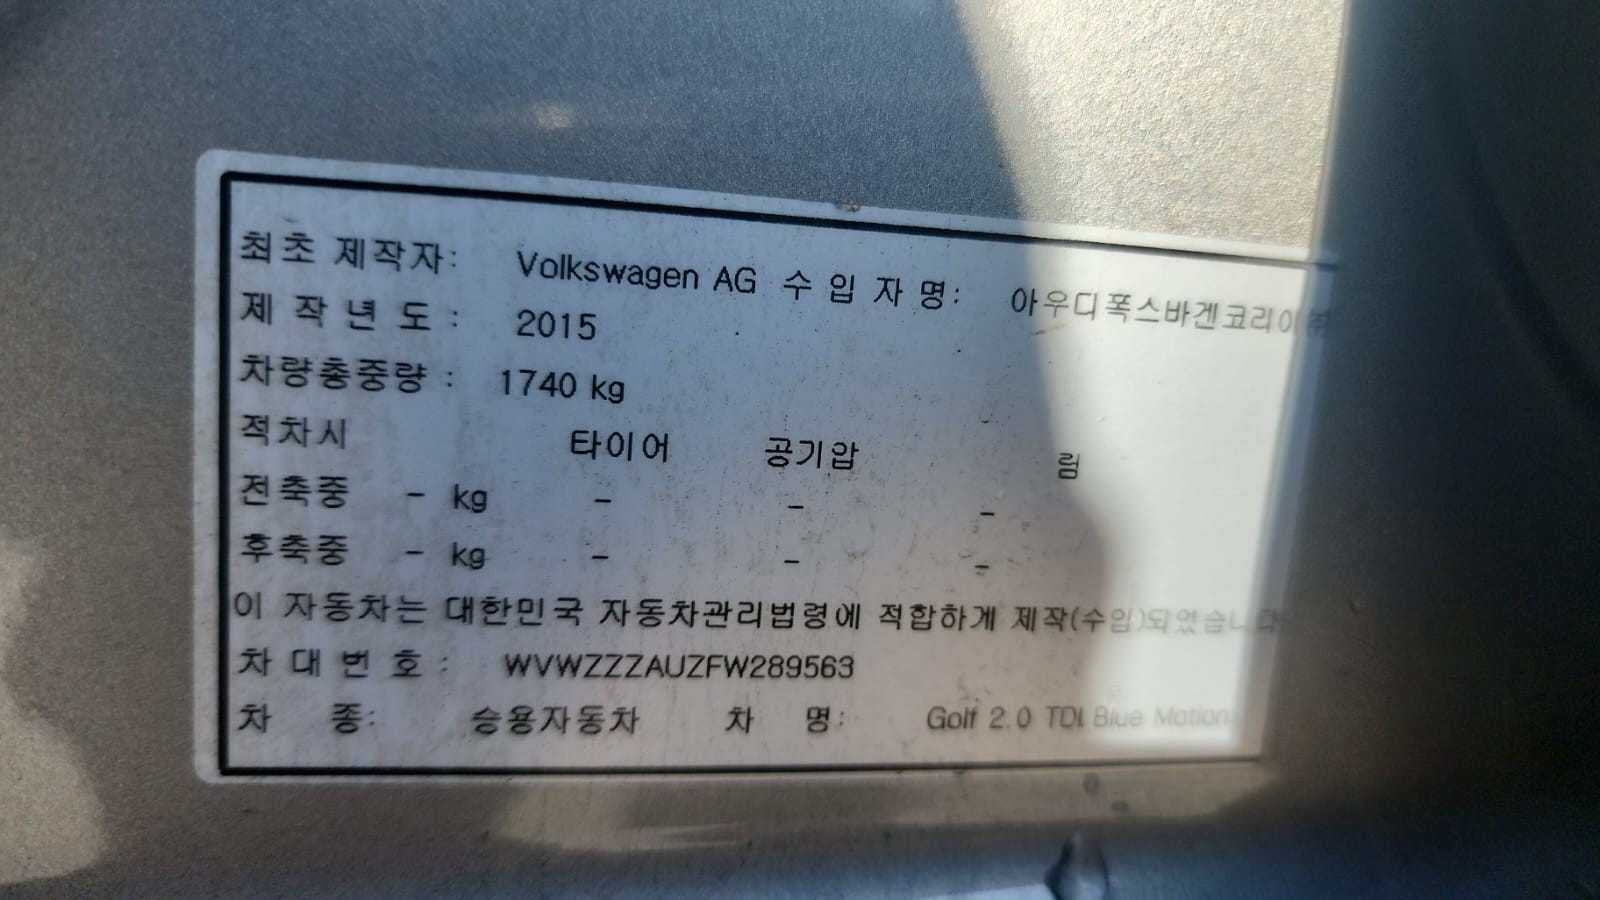 최초 제작자: Volkswagen AG 수 입 자 명: 아우디폭스바겐코리아㈜
제 작 년 도 : 2015
차량총중량 : 1740 kg
적차시 타이어 공기압 림
전축중 - kg - - -
후축중 - kg - - -
이 자동차는 대한민국 자동차관리법령에 적합하게 제작(수입)되었습니다
차 대 번 호 : WVWZZZAUZFW289563
차 종: 승용자동차 차 명: Golf 2.0 TDI Blue Motion